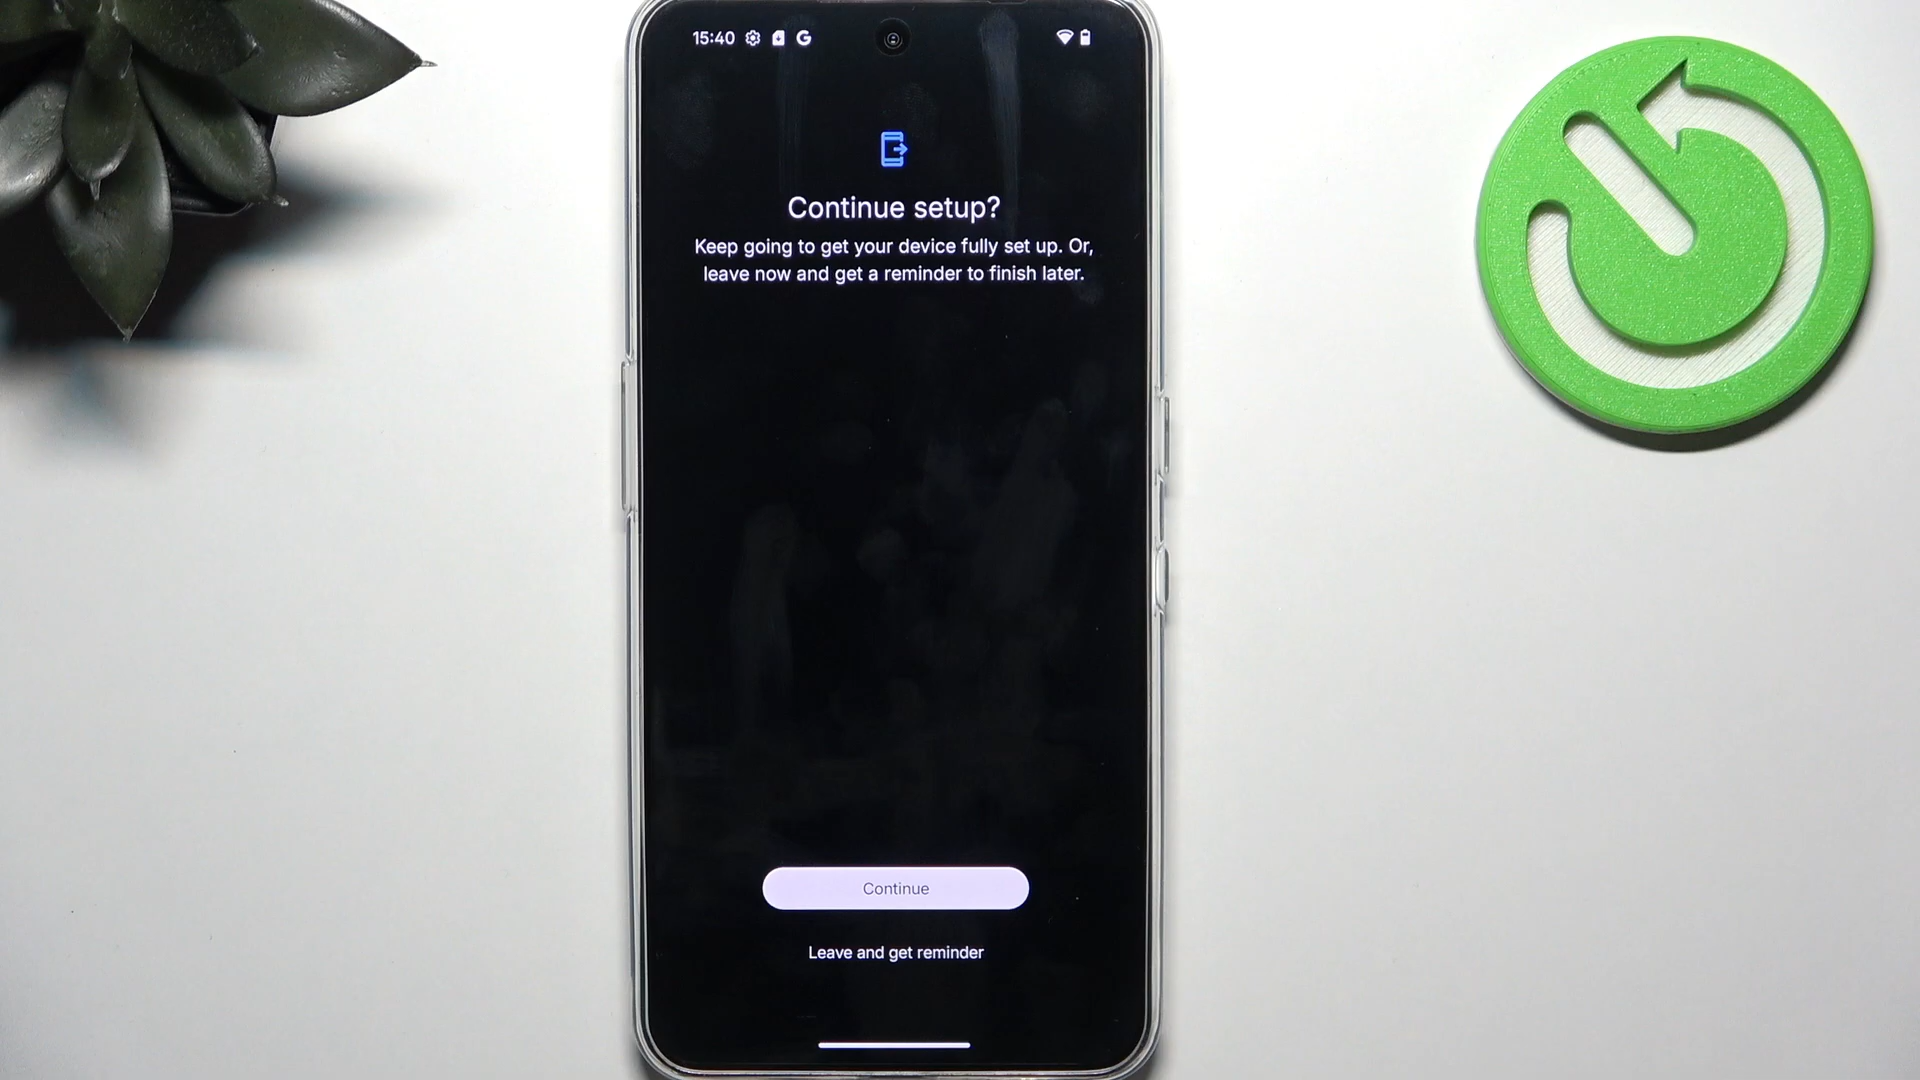 15:40
Continue setup?
Keep going to get your device fully set up. Or,
leave now and get a reminder to finish later.
Continue
Leave and get reminder